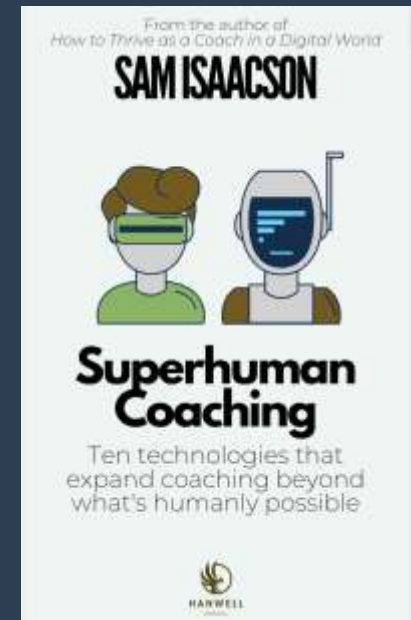 From the author of
How to Thrive as a Coach in a Digital World
SAM ISAACSON
Superhuman
Coaching
Ten technologies that
expand coaching beyond
what's humanly possible
HANWELL